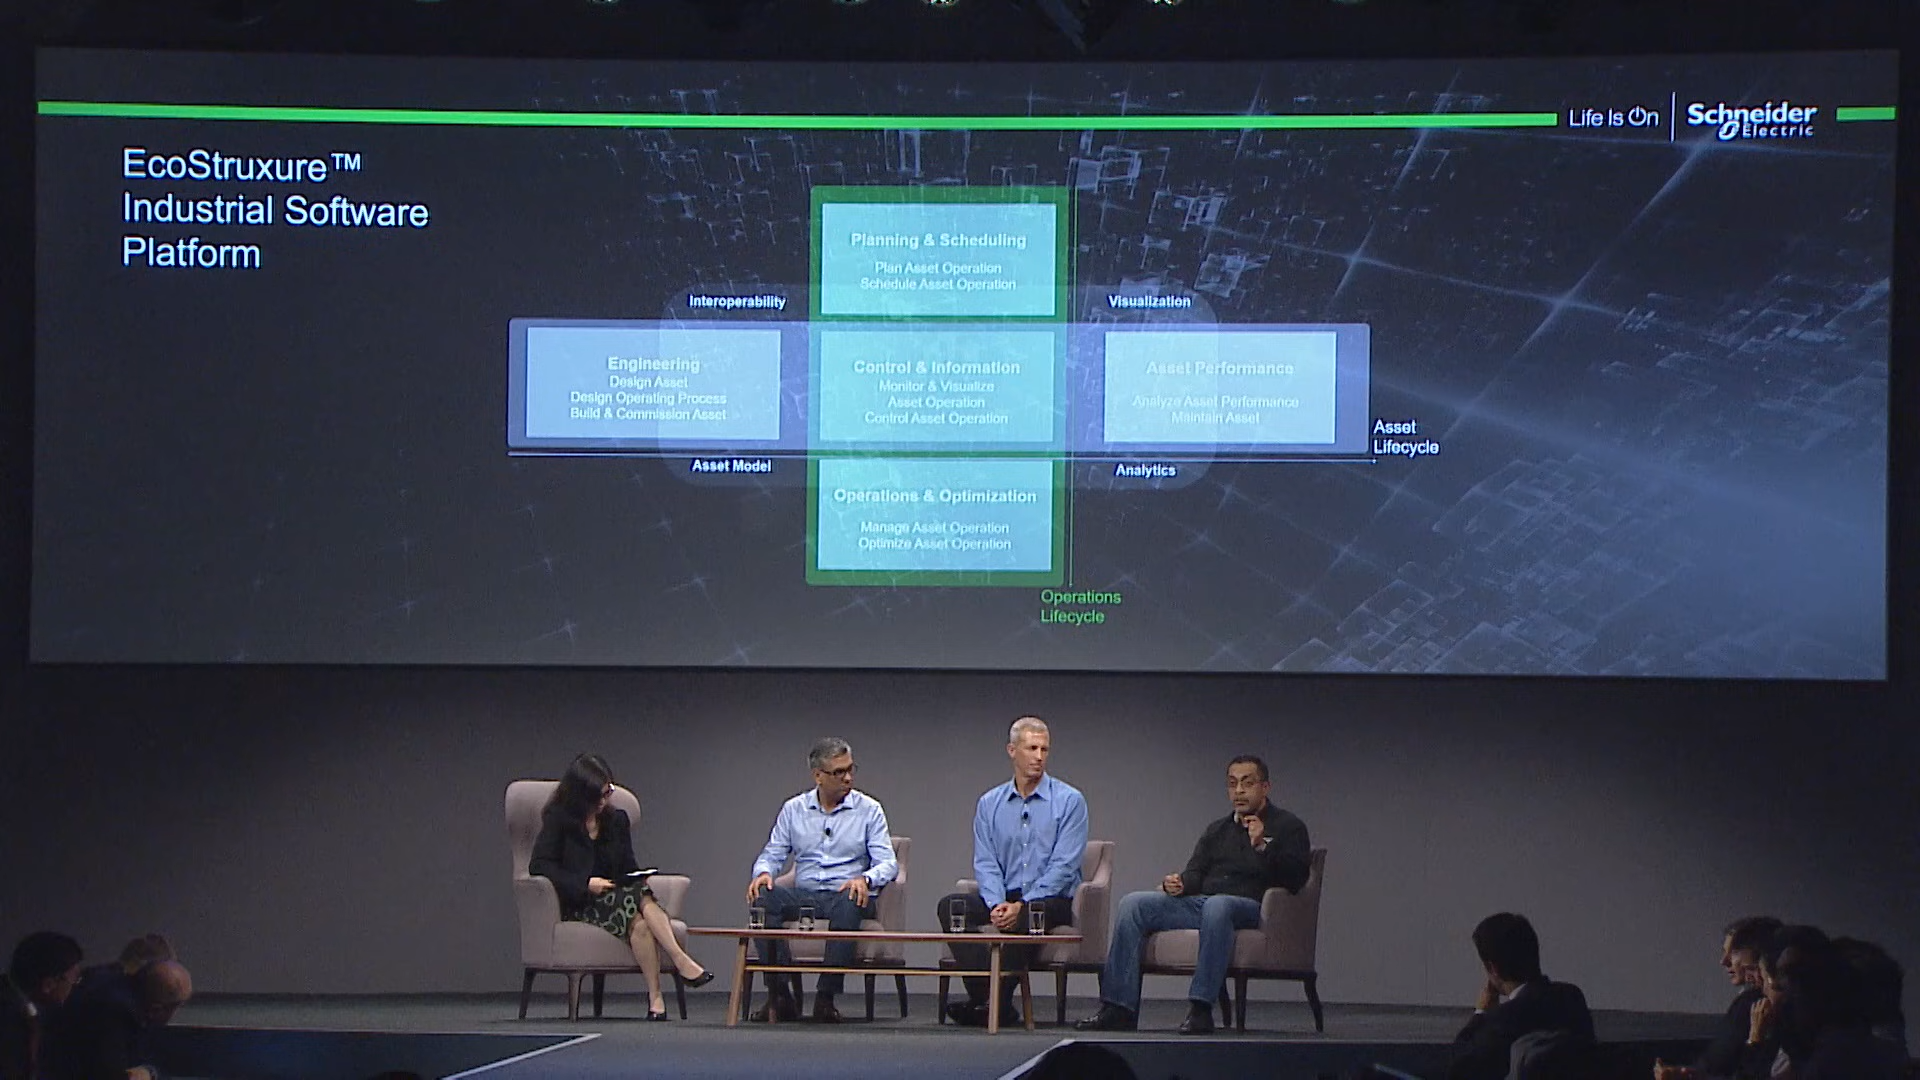 Life Is On
Schneider
Electric
EcoStruxure™
Industrial Software
Platform
Planning & Scheduling
Plan Asset Operation
Schedule Asset Operation
Interoperability
Visualization
Engineering
Design Asset
Design Operating Process
Build & Commission Asset
Control & Information
Monitor & Visualize
Asset Operation
Control Asset Operation
Asset Performance
Analyze Asset Performance
Maintain Asset
Asset
Lifecycle
Asset Model
Analytics
Operations & Optimization
Manage Asset Operation
Optimize Asset Operation
Operations
Lifecycle